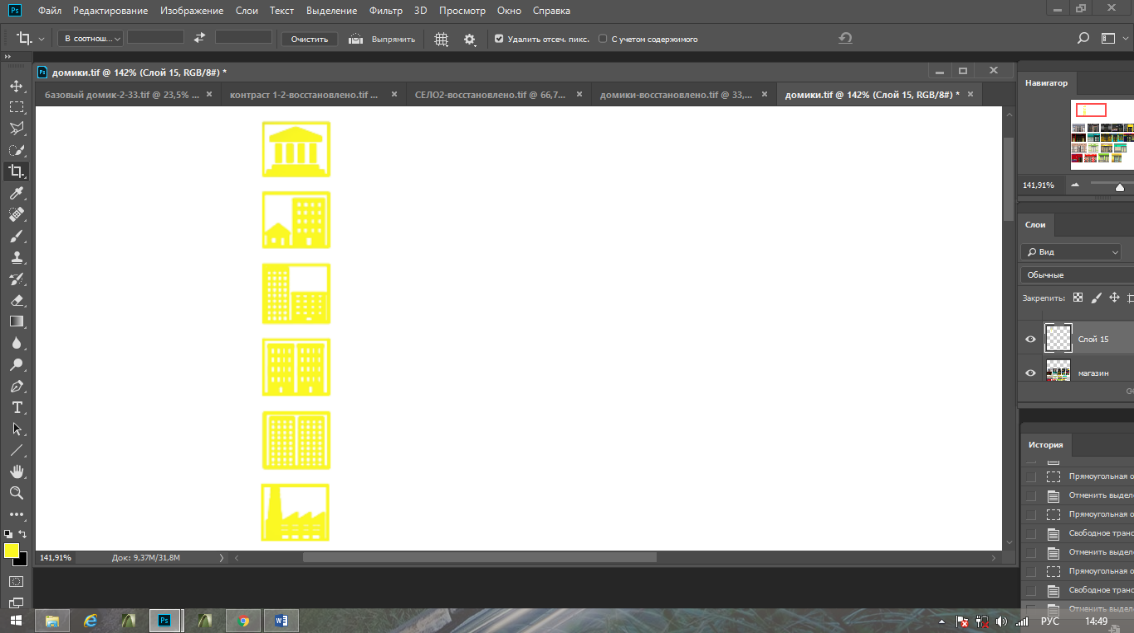 Ps Файл Редактирование Изображение Слои Текст Выделение Фильтр 3D Просмотр Окно Справка
В соотнош... Очистить Выпрямить Удалить отсеч. пикс. С учетом содержимого
Ps домики.tif @ 142% (Слой 15, RGB/8#) *
базовый домик-2-33.tif @ 23,5% ... × контраст 1-2-восстановлено.tif ... × СЕЛО2-восстановлено.tif @ 66,7... × домики-восстановлено.tif @ 33,... × домики.tif @ 142% (Слой 15, RGB/8#) * ×
Навигатор
141,91%
Слои
Вид
Обычные
Закрепить:
Слой 15
магазин
История
Прямоугольная о
Отменить выдел
Прямоугольная о
Свободное транс
Отменить выдел
Прямоугольная о
Свободное транс
Отменить выдел
141,91% Док: 9,37M/31,8M
Ps РУС 14:49